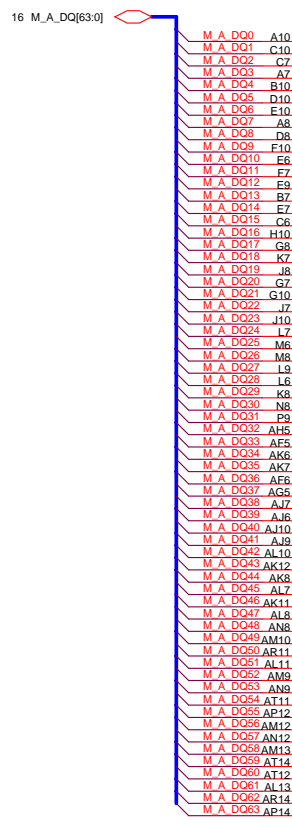 16 M_A_DQ[63:0]
M_A_DQ0 A10
M_A_DQ1 C10
M_A_DQ2 C7
M_A_DQ3 A7
M_A_DQ4 B10
M_A_DQ5 D10
M_A_DQ6 E10
M_A_DQ7 A8
M_A_DQ8 D8
M_A_DQ9 F10
M_A_DQ10 E6
M_A_DQ11 F7
M_A_DQ12 E9
M_A_DQ13 B7
M_A_DQ14 E7
M_A_DQ15 C6
M_A_DQ16 H10
M_A_DQ17 G8
M_A_DQ18 K7
M_A_DQ19 J8
M_A_DQ20 G7
M_A_DQ21 G10
M_A_DQ22 J7
M_A_DQ23 J10
M_A_DQ24 L7
M_A_DQ25 M6
M_A_DQ26 M8
M_A_DQ27 L9
M_A_DQ28 L6
M_A_DQ29 K8
M_A_DQ30 N8
M_A_DQ31 P9
M_A_DQ32 AH5
M_A_DQ33 AF5
M_A_DQ34 AK6
M_A_DQ35 AK7
M_A_DQ36 AF6
M_A_DQ37 AG5
M_A_DQ38 AJ7
M_A_DQ39 AJ6
M_A_DQ40 AJ10
M_A_DQ41 AJ9
M_A_DQ42 AL10
M_A_DQ43 AK12
M_A_DQ44 AK8
M_A_DQ45 AL7
M_A_DQ46 AK11
M_A_DQ47 AL8
M_A_DQ48 AN8
M_A_DQ49 AM10
M_A_DQ50 AR11
M_A_DQ51 AL11
M_A_DQ52 AM9
M_A_DQ53 AN9
M_A_DQ54 AT11
M_A_DQ55 AP12
M_A_DQ56 AM12
M_A_DQ57 AN12
M_A_DQ58 AM13
M_A_DQ59 AT14
M_A_DQ60 AT12
M_A_DQ61 AL13
M_A_DQ62 AR14
M_A_DQ63 AP14